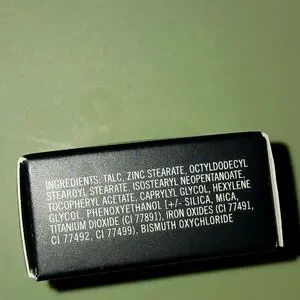 INGREDIENTS: TALC, ZINC STEARATE, OCTYLDODECYL
STEAROYL STEARATE, ISOSTEARYL NEOPENTANOATE,
TOCOPHERYL ACETATE, CAPRYLYL GLYCOL, HEXYLENE
GLYCOL, PHENOXYETHANOL [+/- SILICA, MICA,
TITANIUM DIOXIDE (CI 77891), IRON OXIDES (CI 77491,
CI 77492, CI 77499), BISMUTH OXYCHLORIDE